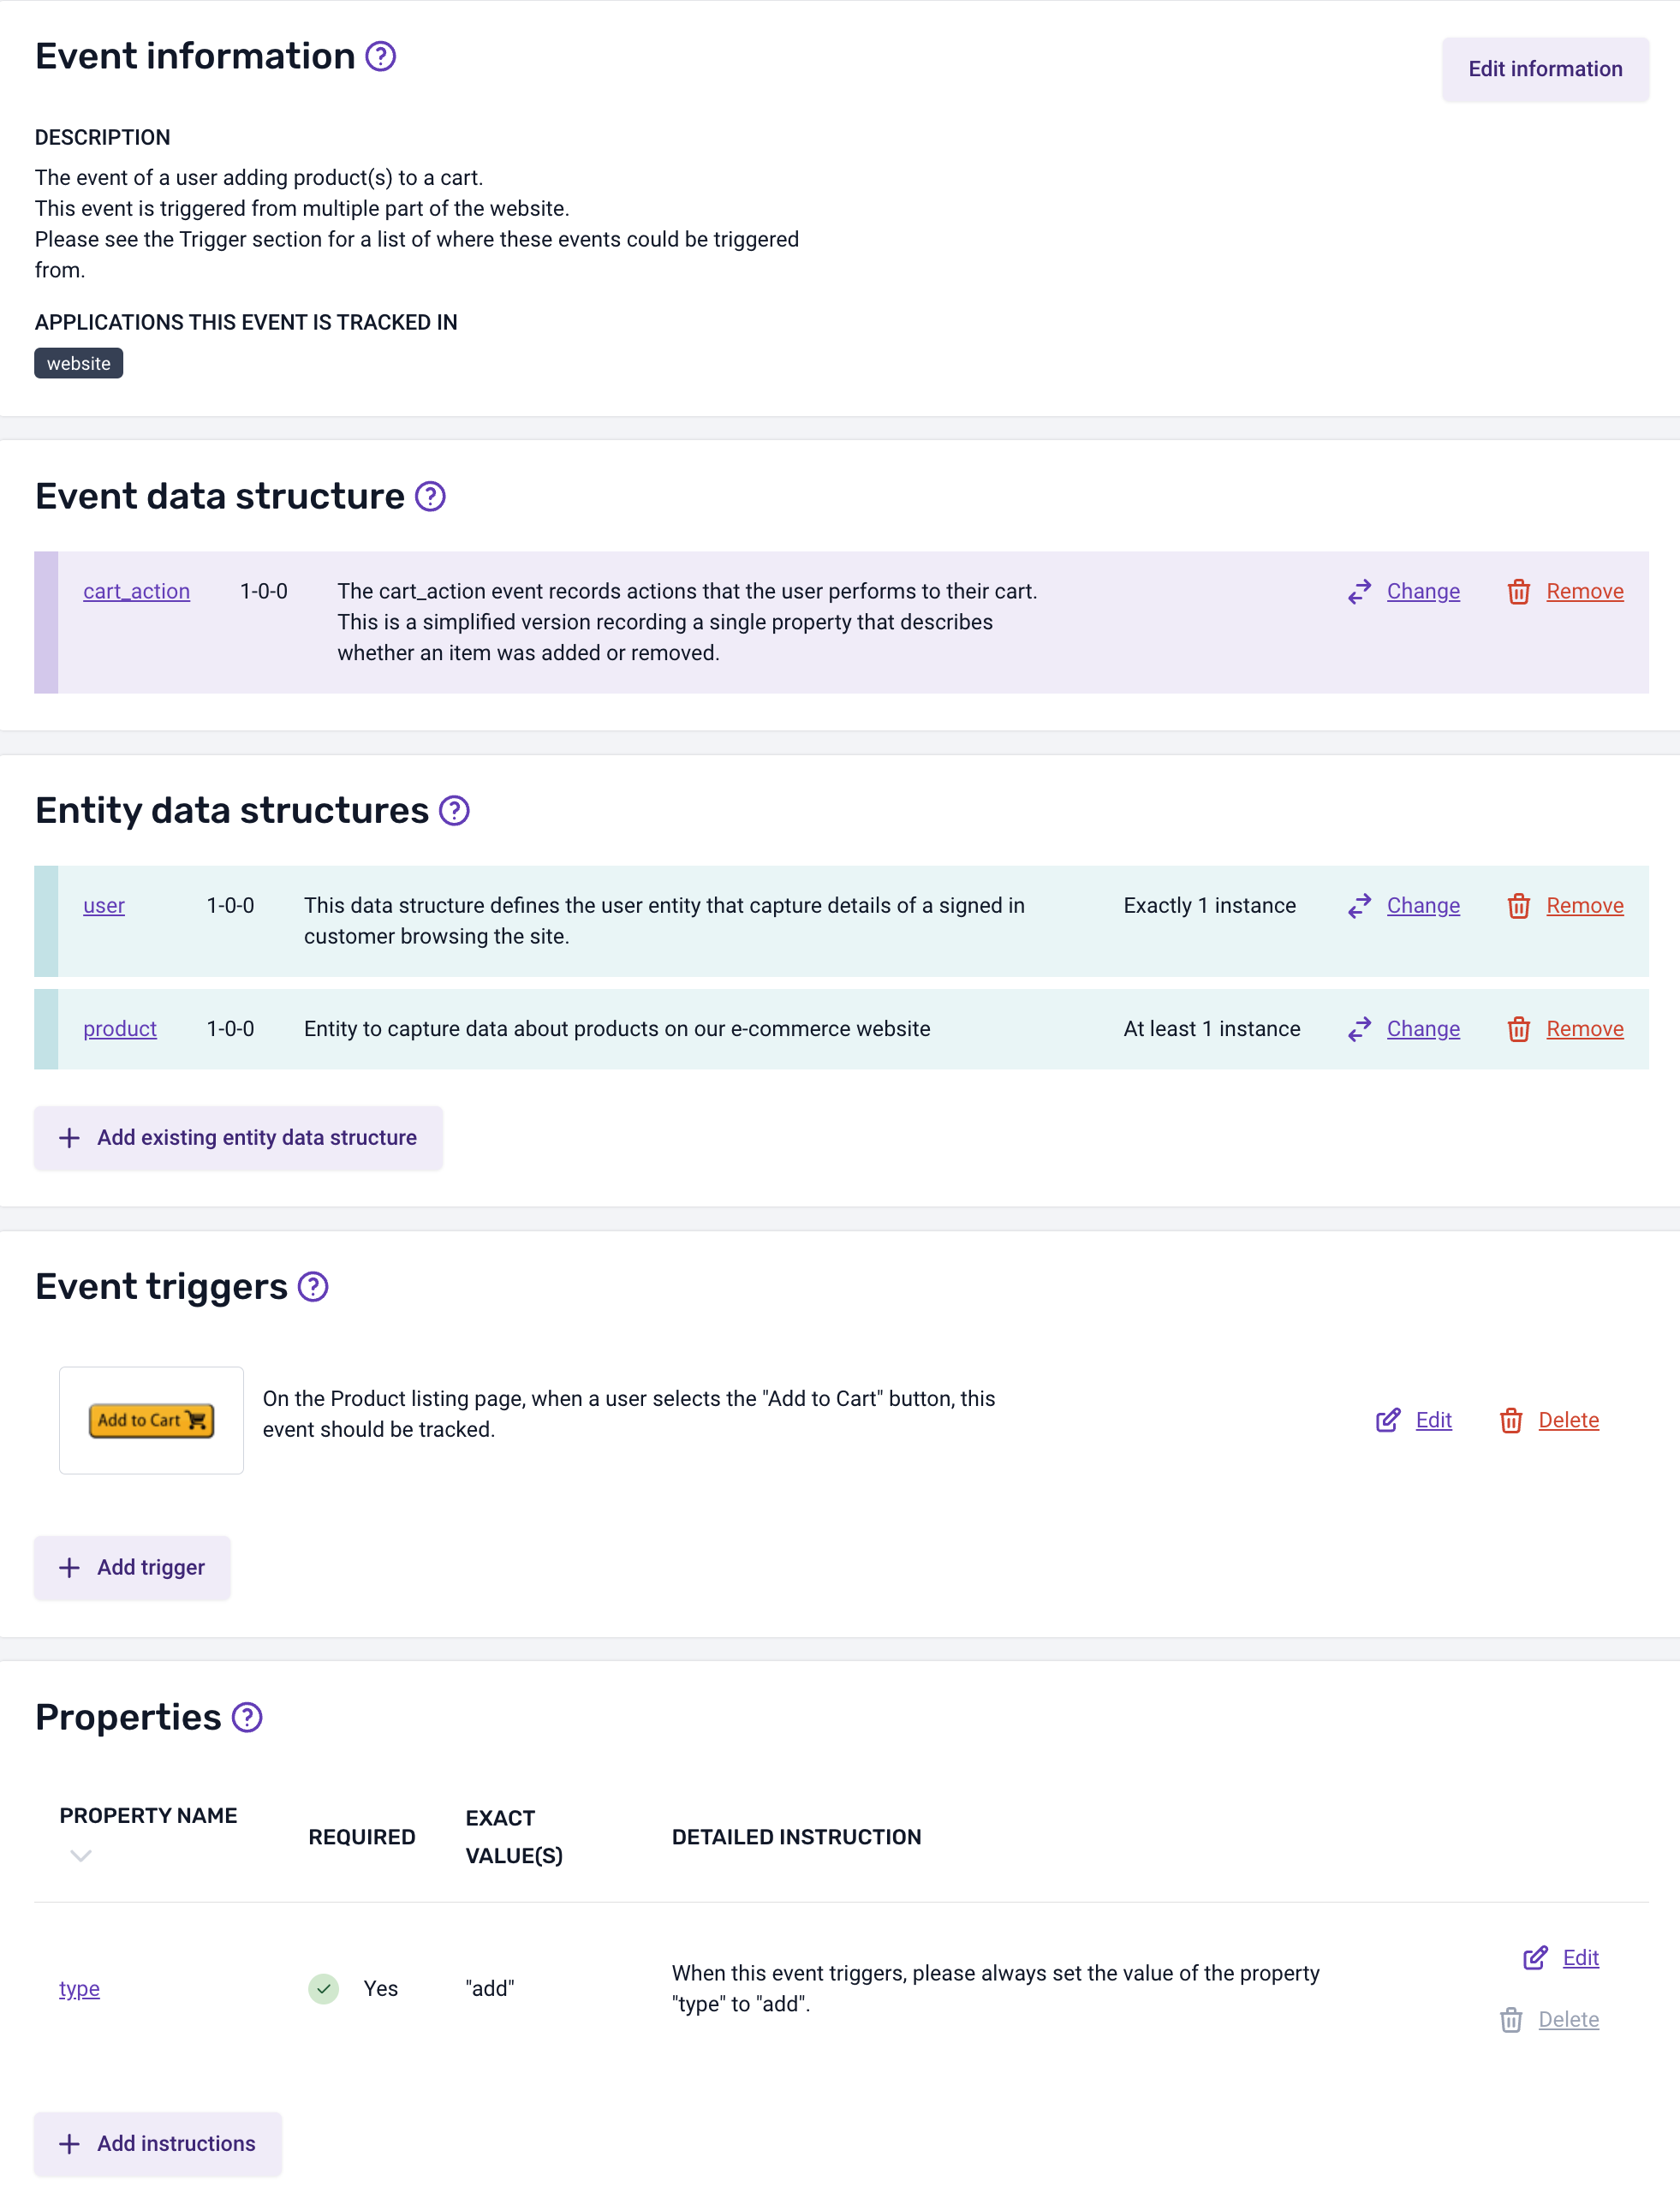 Event information
Edit information
DESCRIPTION
The event of a user adding product(s) to a cart.
This event is triggered from multiple part of the website.
Please see the Trigger section for a list of where these events could be triggered
from.
APPLICATIONS THIS EVENT IS TRACKED IN
website
Event data structure
cart_action 1-0-0 The cart_action event records actions that the user performs to their cart. Change Remove
This is a simplified version recording a single property that describes
whether an item was added or removed.
Entity data structures
user 1-0-0 This data structure defines the user entity that capture details of a signed in Exactly 1 instance Change Remove
customer browsing the site.
product 1-0-0 Entity to capture data about products on our e-commerce website At least 1 instance Change Remove
Add existing entity data structure
Event triggers
Add to Cart
On the Product listing page, when a user selects the "Add to Cart" button, this
event should be tracked.
Edit Delete
Add trigger
Properties
PROPERTY NAME REQUIRED EXACT VALUE(S) DETAILED INSTRUCTION
type Yes "add" When this event triggers, please always set the value of the property
"type" to "add".
Edit
Delete
Add instructions